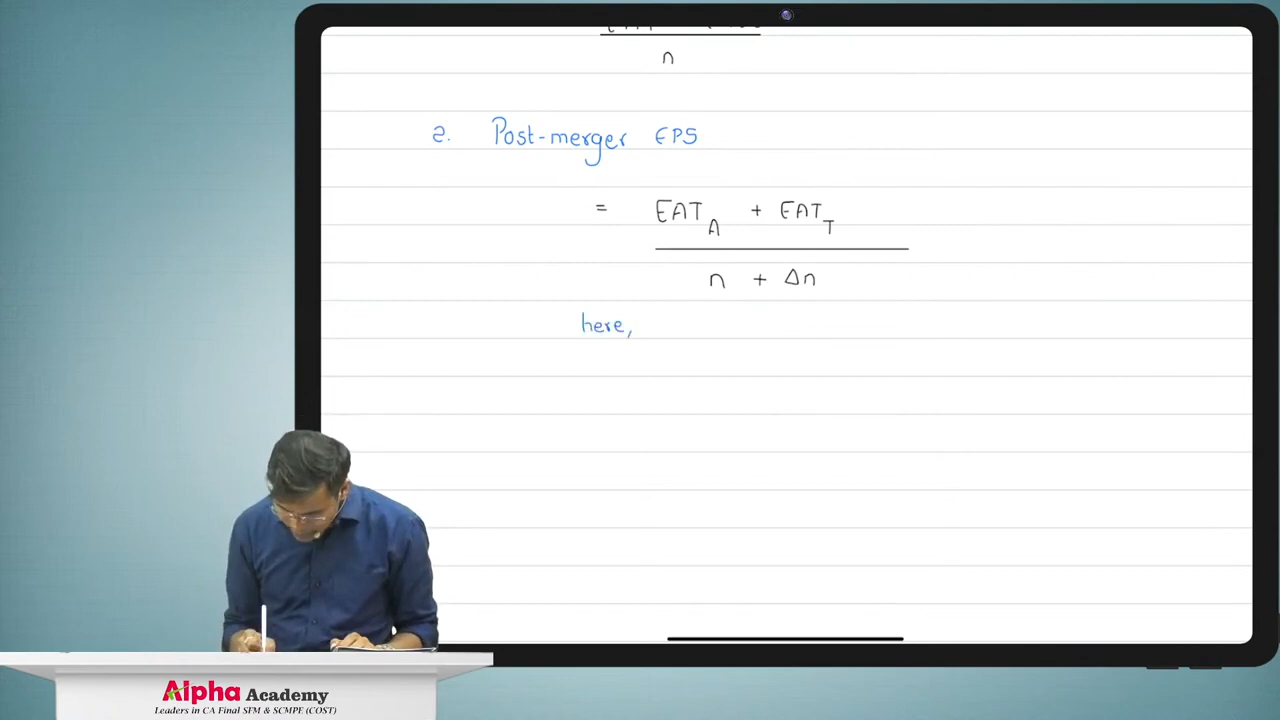 n
2. Post-merger EPS
= EAT_A + EAT_T
n + Δn
here,
Alpha Academy
Leaders in CA Final SFM & SCMPE (COST)